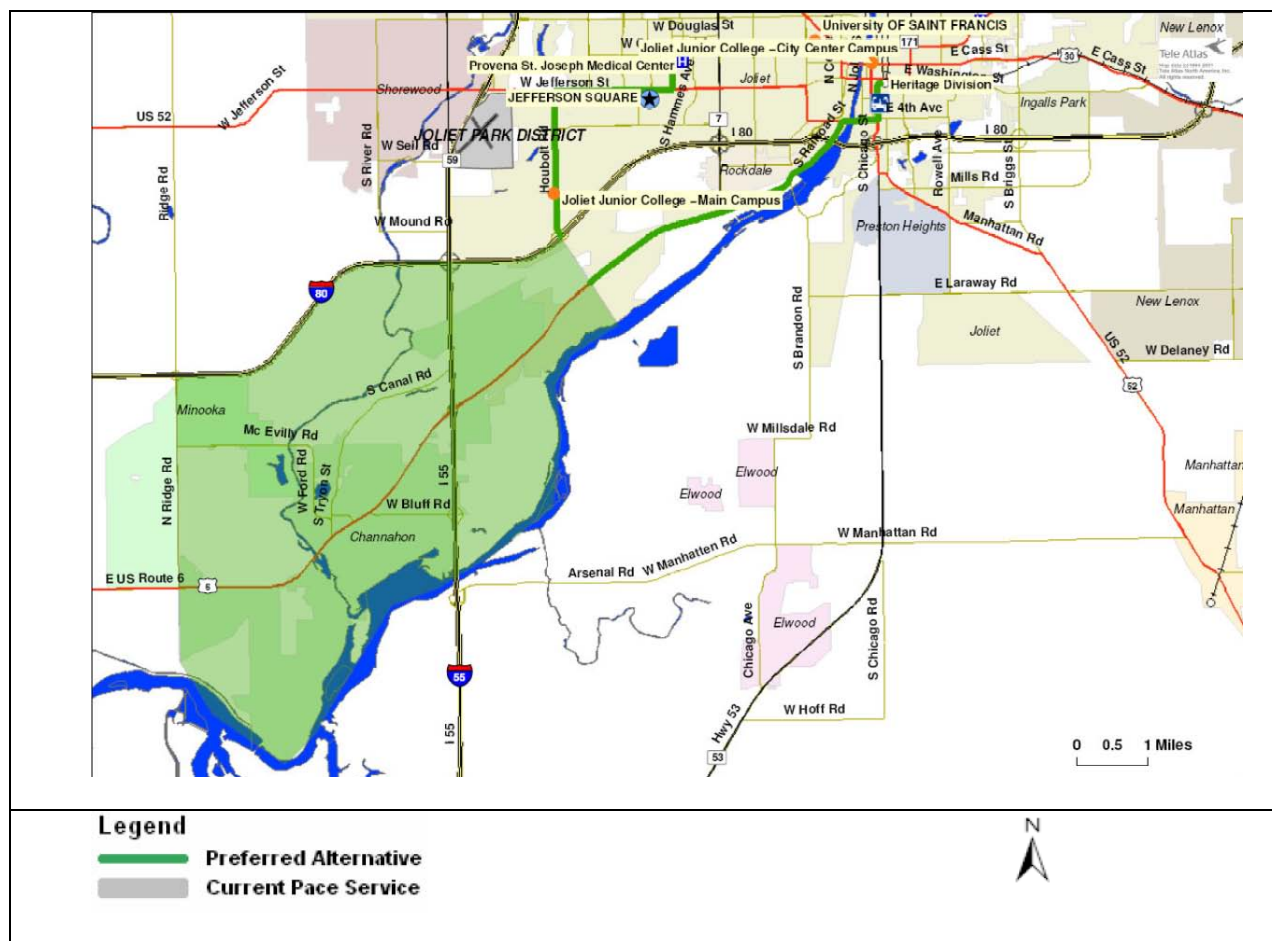 W Douglas St
University OF SAINT FRANCIS
New Lenox
Joliet Junior College -City Center Campus
171
E Cass St
30
E Cass St
Tele Atlas
Provena St. Joseph Medical Center
W Jefferson St
Joliet
E Washington St
Heritage Division
Shorewood
JEFFERSON SQUARE
E 4th Avc
Ingalls Park
US 52
W Jefferson St
S Hammes Ave
7
I 80
S Railroad St
S Chicago St
I 80
JOLIET PARK DISTRICT
S River Rd
W Seil Rd
59
Houbolt Rd
Rockdale
Rowell Ave
S Briggs St
Mills Rd
Ridge Rd
Joliet Junior College -Main Campus
W Mound Rd
Preston Heights
Manhattan Rd
80
E Laraway Rd
New Lenox
S Brandon Rd
Joliet
US 52
W Delaney Rd
S Canal Rd
52
Minooka
Mc Evilly Rd
W Millsdale Rd
N Ridge Rd
W Ford Rd
S Tryon St
I 55
Elwood
Elwood
Manhattan
W Bluff Rd
Manhattan
Channahon
W Manhattan Rd
E US Route 6
6
Arsenal Rd
W Manhatten Rd
Chicago Ave
Elwood
S Chicago Rd
55
I 55
Hwy 53
W Hoff Rd
53
0 0.5 1 Miles
Legend
Preferred Alternative
Current Pace Service
N